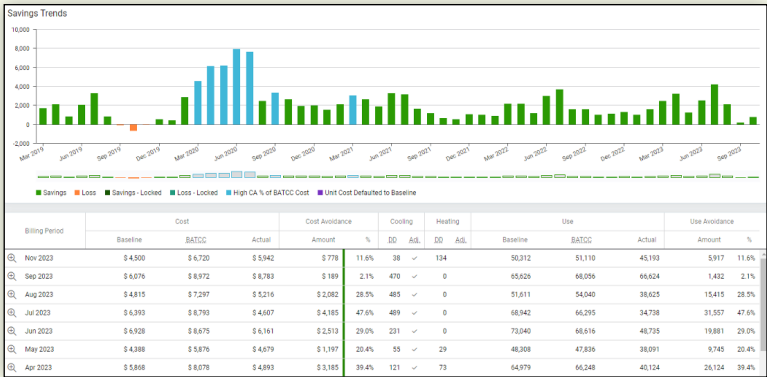 Savings Trends
10,000
8,000
6,000
4,000
2,000
0
-2,000
Mar 2019 Jun 2019 Sep 2019 Dec 2019 Mar 2020 Jun 2020 Sep 2020 Dec 2020 Mar 2021 Jun 2021 Sep 2021 Dec 2021 Mar 2022 Jun 2022 Sep 2022 Dec 2022 Mar 2023 Jun 2023 Sep 2023
Savings Loss Savings - Locked Loss - Locked High CA % of BATCC Cost Unit Cost Defaulted to Baseline
Billing Period Cost Cost Avoidance Cooling Heating Use Use Avoidance
Baseline BATCC Actual Amount % DD Adj. DD Adj. Baseline BATCC Actual Amount %
Nov 2023 $ 4,500 $ 6,720 $ 5,942 $ 778 11.6% 38 ✓ 134 50,312 51,110 45,193 5,917 11.6%
Sep 2023 $ 6,076 $ 8,972 $ 8,783 $ 189 2.1% 470 ✓ 0 65,626 68,056 66,624 1,432 2.1%
Aug 2023 $ 4,815 $ 7,297 $ 5,216 $ 2,082 28.5% 485 ✓ 0 51,611 54,040 38,625 15,415 28.5%
Jul 2023 $ 6,393 $ 8,793 $ 4,607 $ 4,185 47.6% 489 ✓ 0 68,942 66,295 34,738 31,557 47.6%
Jun 2023 $ 6,928 $ 8,675 $ 6,161 $ 2,513 29.0% 231 ✓ 0 73,040 68,616 48,735 19,881 29.0%
May 2023 $ 4,388 $ 5,876 $ 4,679 $ 1,197 20.4% 55 ✓ 29 48,308 47,836 38,091 9,745 20.4%
Apr 2023 $ 5,868 $ 8,078 $ 4,893 $ 3,185 39.4% 121 ✓ 73 64,979 66,248 40,124 26,124 39.4%